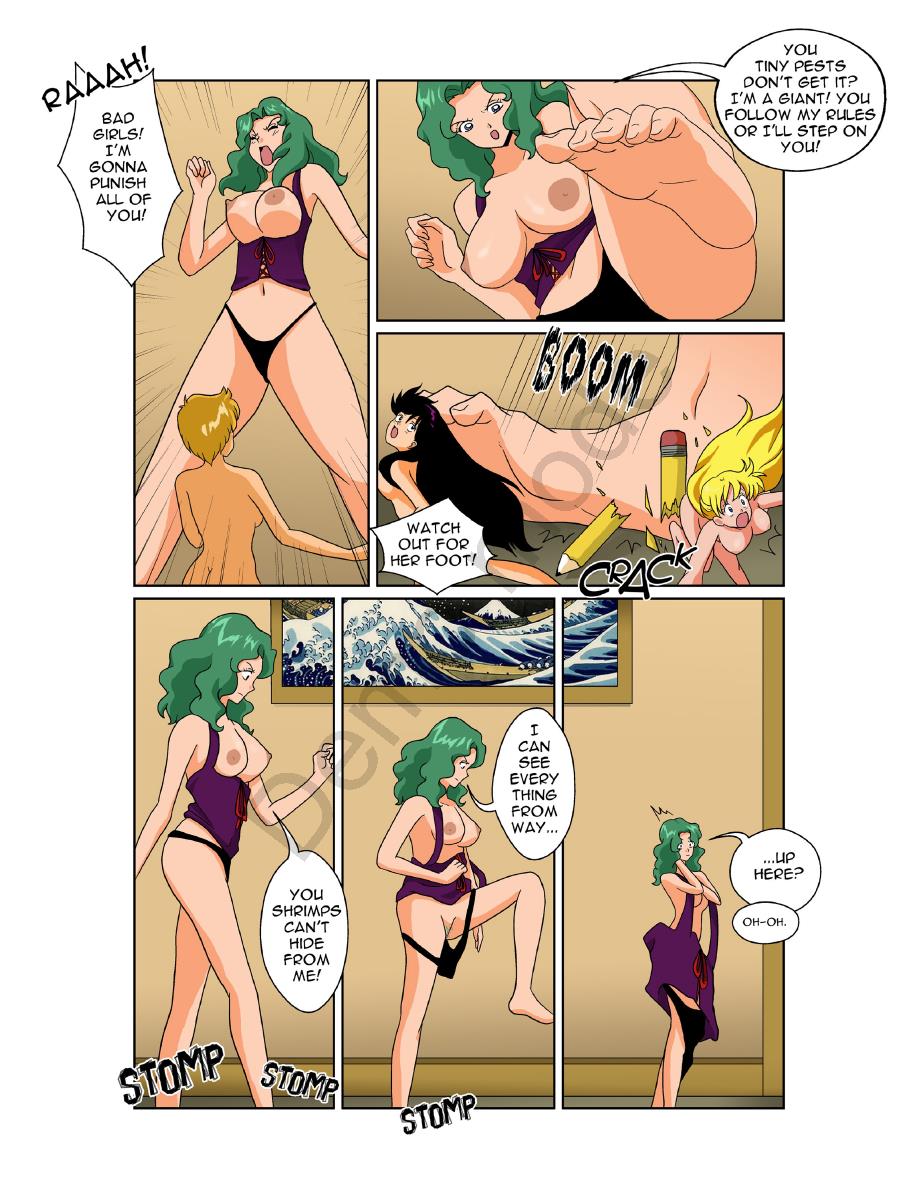 RAAAH!
BAD
GIRLS!
I'M
GONNA
PUNISH
ALL OF
YOU!
YOU
TINY PESTS
DON'T GET IT?
I'M A GIANT! YOU
FOLLOW MY RULES
OR I'LL STEP ON
YOU!
BOOM
WATCH
OUT FOR
HER FOOT!
CRACK
YOU
SHRIMPS
CAN'T
HIDE
FROM
ME!
STOMP
STOMP
I
CAN
SEE
EVERY
THING
FROM
WAY...
STOMP
...UP
HERE?
OH-OH.